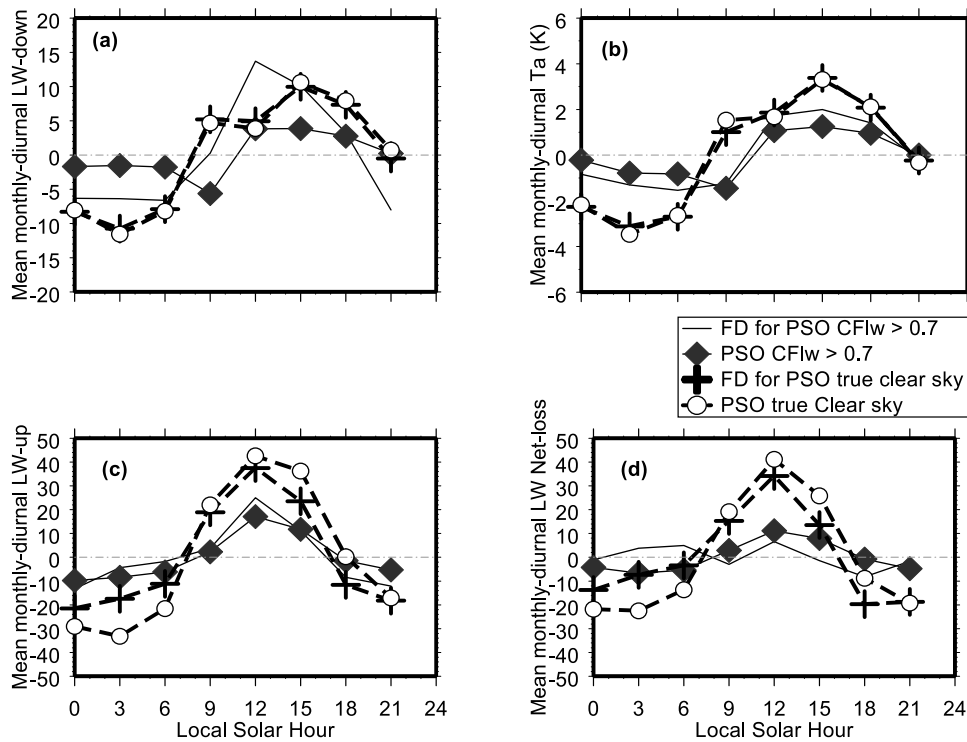 Mean monthly-diurnal LW-down
20
15
10
5
0
-5
-10
-15
-20
(a)
Mean monthly-diurnal Ta (K)
6
4
2
0
-2
-4
-6
(b)
FD for PSO CFlw > 0.7
PSO CFlw > 0.7
FD for PSO true clear sky
PSO true Clear sky
Mean monthly-diurnal LW-up
50
40
30
20
10
0
-10
-20
-30
-40
-50
(c)
0 3 6 9 12 15 18 21 24
Local Solar Hour
Mean monthly-diurnal LW Net-loss
50
40
30
20
10
0
-10
-20
-30
-40
-50
(d)
0 3 6 9 12 15 18 21 24
Local Solar Hour